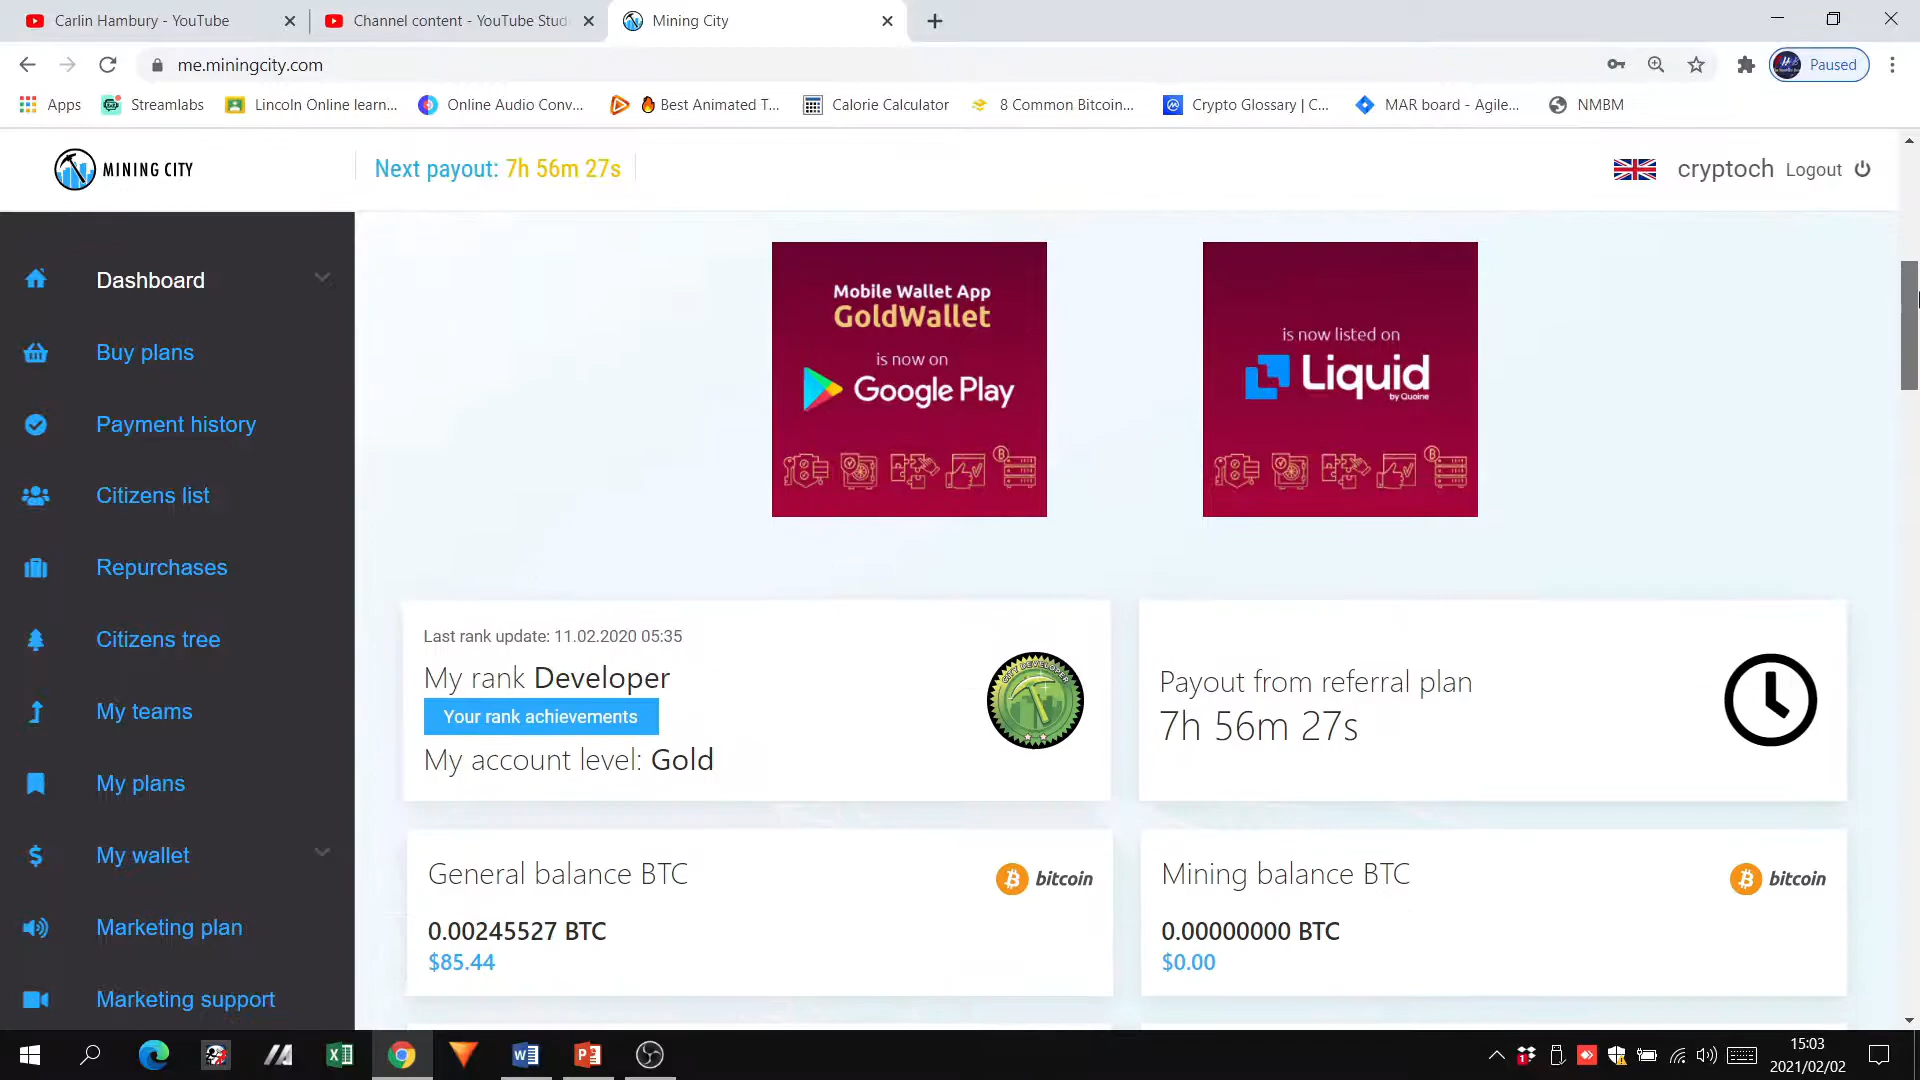 Carlin Hambury - YouTube
Channel content - YouTube Stud
Mining City
me.miningcity.com
Paused
Apps
Streamlabs
Lincoln Online learn...
Online Audio Conv...
Best Animated T...
Calorie Calculator
8 Common Bitcoin...
Crypto Glossary | C...
MAR board - Agile...
NMBM
MINING CITY
Next payout: 7h 56m 27s
cryptoch
Logout
Dashboard
Buy plans
Payment history
Citizens list
Repurchases
Citizens tree
My teams
My plans
My wallet
Marketing plan
Marketing support
Mobile Wallet App
GoldWallet
is now on
Google Play
is now listed on
Liquid
by Quoine
Last rank update: 11.02.2020 05:35
My rank Developer
Your rank achievements
My account level: Gold
CITY DEVELOPER
Payout from referral plan
7h 56m 27s
General balance BTC
bitcoin
0.00245527 BTC
$85.44
Mining balance BTC
bitcoin
0.00000000 BTC
$0.00
15:03
2021/02/02